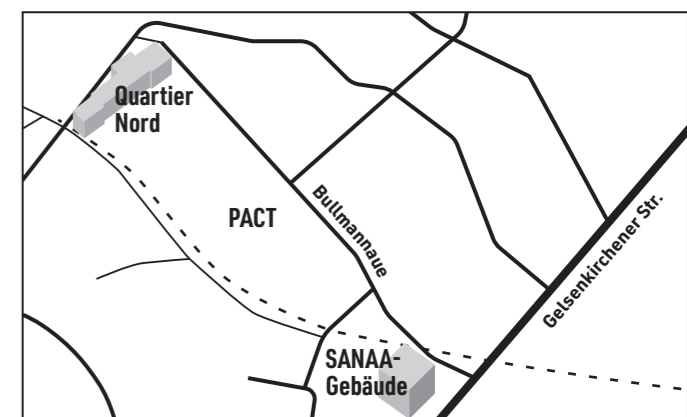 Quartier
Nord
PACT
Bullmannaue
Gelsenkirchener Str.
SANAA-
Gebäude